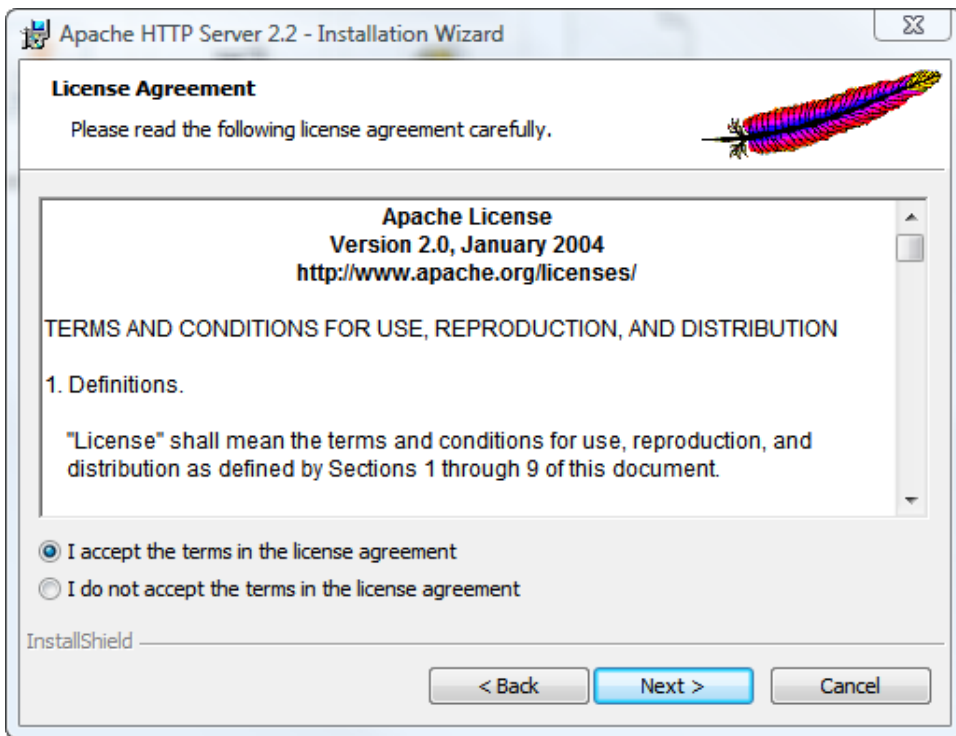 Apache HTTP Server 2.2 - Installation Wizard
License Agreement
Please read the following license agreement carefully.
Apache License
Version 2.0, January 2004
http://www.apache.org/licenses/
TERMS AND CONDITIONS FOR USE, REPRODUCTION, AND DISTRIBUTION
1. Definitions.
"License" shall mean the terms and conditions for use, reproduction, and
distribution as defined by Sections 1 through 9 of this document.
I accept the terms in the license agreement
I do not accept the terms in the license agreement
InstallShield
< Back Next > Cancel